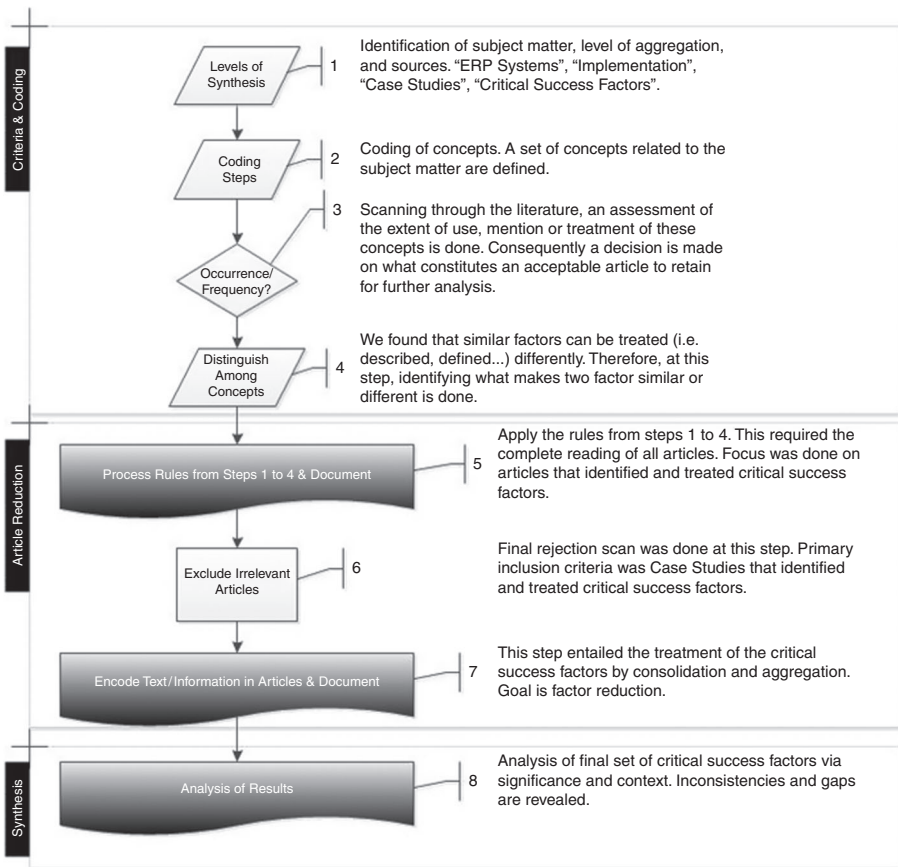 Criteria & Coding
Levels of
Synthesis
1
Identification of subject matter, level of aggregation,
and sources. “ERP Systems”, “Implementation”,
“Case Studies”, “Critical Success Factors”.
Coding
Steps
2
Coding of concepts. A set of concepts related to the
subject matter are defined.
Occurrence/
Frequency?
3
Scanning through the literature, an assessment of
the extent of use, mention or treatment of these
concepts is done. Consequently a decision is made
on what constitutes an acceptable article to retain
for further analysis.
Distinguish
Among
Concepts
4
We found that similar factors can be treated (i.e.
described, defined...) differently. Therefore, at this
step, identifying what makes two factor similar or
different is done.
Article Reduction
Process Rules from Steps 1 to 4 & Document
5
Apply the rules from steps 1 to 4. This required the
complete reading of all articles. Focus was done on
articles that identified and treated critical success
factors.
Exclude Irrelevant
Articles
6
Final rejection scan was done at this step. Primary
inclusion criteria was Case Studies that identified
and treated critical success factors.
Encode Text/Information in Articles & Document
7
This step entailed the treatment of the critical
success factors by consolidation and aggregation.
Goal is factor reduction.
Synthesis
Analysis of Results
8
Analysis of final set of critical success factors via
significance and context. Inconsistencies and gaps
are revealed.